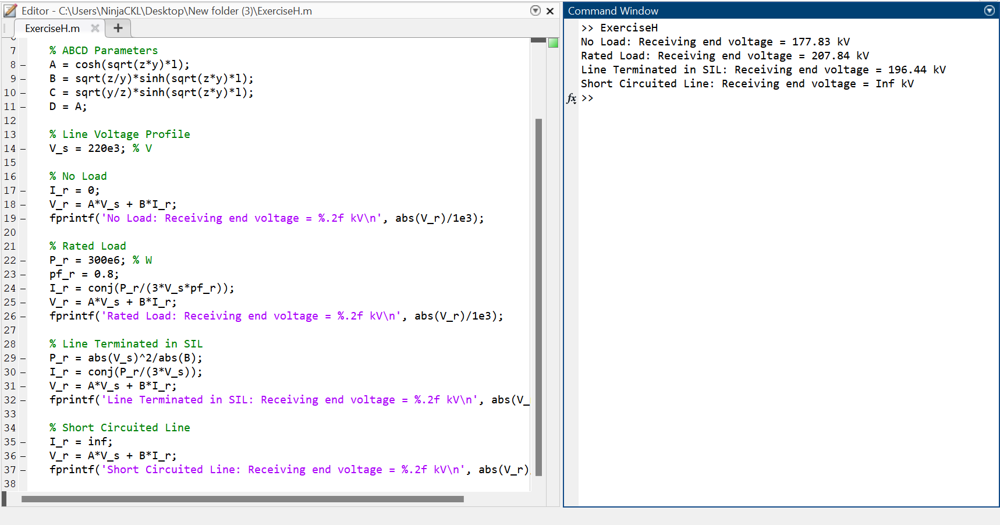 Editor - C:\Users\NinjaCKL\Desktop\New folder (3)\ExerciseH.m
ExerciseH.m
7 % ABCD Parameters
8 – A = cosh(sqrt(z*y)*l);
9 – B = sqrt(z/y)*sinh(sqrt(z*y)*l);
10 – C = sqrt(y/z)*sinh(sqrt(z*y)*l);
11 – D = A;
12
13 % Line Voltage Profile
14 – V_s = 220e3; % V
15
16 % No Load
17 – I_r = 0;
18 – V_r = A*V_s + B*I_r;
19 – fprintf('No Load: Receiving end voltage = %.2f kV\n', abs(V_r)/1e3);
20
21 % Rated Load
22 – P_r = 300e6; % W
23 – pf_r = 0.8;
24 – I_r = conj(P_r/(3*V_s*pf_r));
25 – V_r = A*V_s + B*I_r;
26 – fprintf('Rated Load: Receiving end voltage = %.2f kV\n', abs(V_r)/1e3);
27
28 % Line Terminated in SIL
29 – P_r = abs(V_s)^2/abs(B);
30 – I_r = conj(P_r/(3*V_s));
31 – V_r = A*V_s + B*I_r;
32 – fprintf('Line Terminated in SIL: Receiving end voltage = %.2f kV\n', abs(V_
33
34 % Short Circuited Line
35 – I_r = inf;
36 – V_r = A*V_s + B*I_r;
37 – fprintf('Short Circuited Line: Receiving end voltage = %.2f kV\n', abs(V_r)
38
Command Window
>> ExerciseH
No Load: Receiving end voltage = 177.83 kV
Rated Load: Receiving end voltage = 207.84 kV
Line Terminated in SIL: Receiving end voltage = 196.44 kV
Short Circuited Line: Receiving end voltage = Inf kV
fx >>